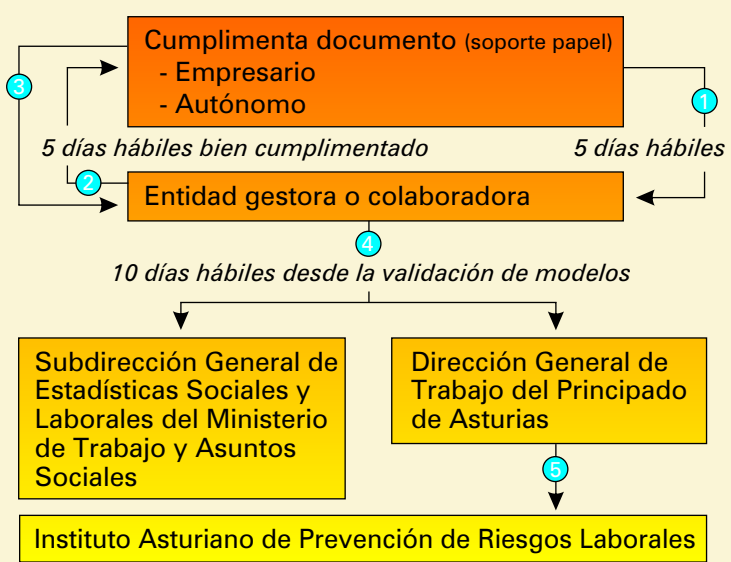 Cumplimenta documento (soporte papel)
- Empresario
- Autónomo
3
1
5 días hábiles bien cumplimentado
5 días hábiles
2
Entidad gestora o colaboradora
4
10 días hábiles desde la validación de modelos
Subdirección General de
Estadísticas Sociales y
Laborales del Ministerio
de Trabajo y Asuntos
Sociales
Dirección General de
Trabajo del Principado
de Asturias
5
Instituto Asturiano de Prevención de Riesgos Laborales